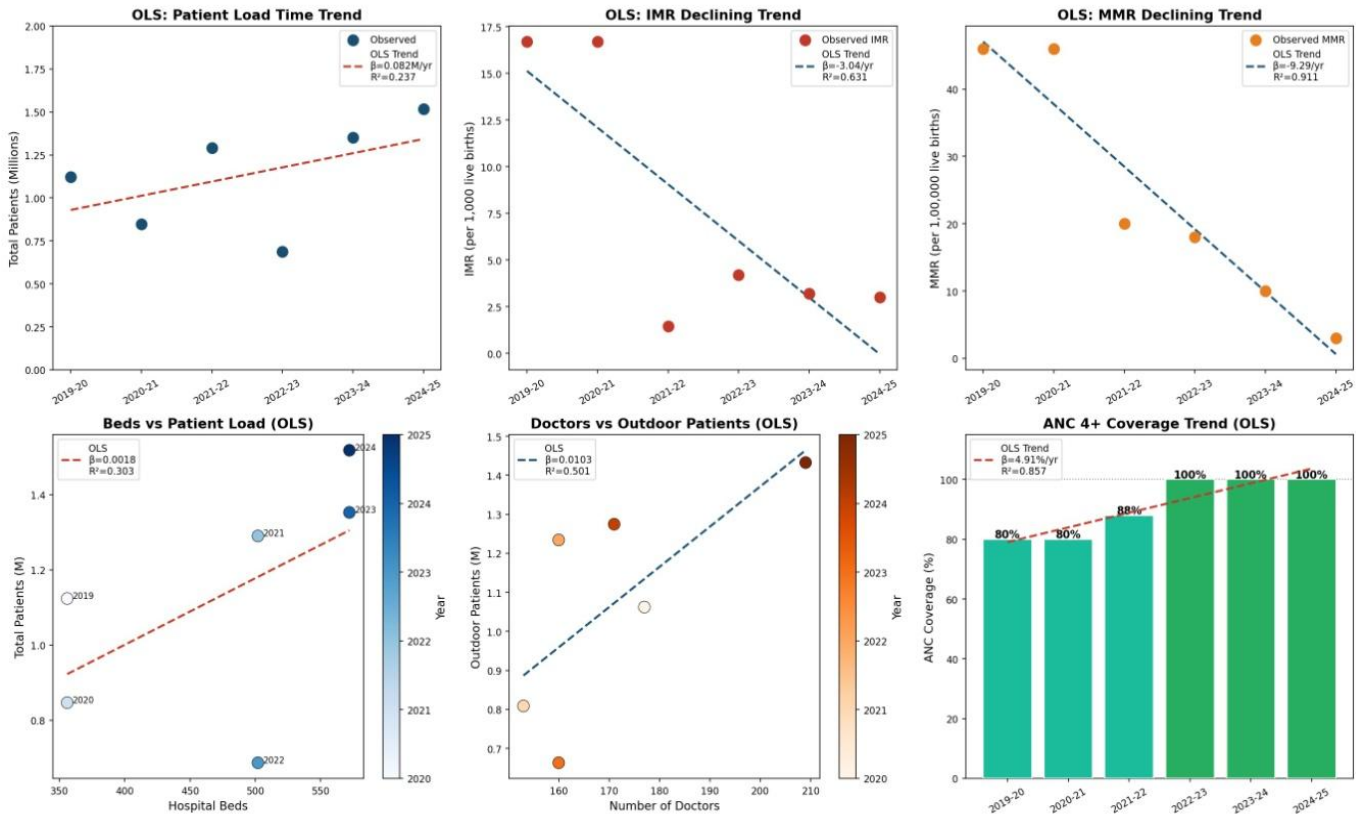 OLS: Patient Load Time Trend
2.00
1.75
1.50
1.25
1.00
0.75
0.50
0.25
0.00
Total Patients (Millions)
Observed
OLS Trend
β=0.082M/yr
R²=0.237
2019-20
2020-21
2021-22
2022-23
2023-24
2024-25
OLS: IMR Declining Trend
17.5
15.0
12.5
10.0
7.5
5.0
2.5
0.0
IMR (per 1,000 live births)
Observed IMR
OLS Trend
β=-3.04/yr
R²=0.631
2019-20
2020-21
2021-22
2022-23
2023-24
2024-25
OLS: MMR Declining Trend
40
30
20
10
0
MMR (per 1,00,000 live births)
Observed MMR
OLS Trend
β=-9.29/yr
R²=0.911
2019-20
2020-21
2021-22
2022-23
2023-24
2024-25
Beds vs Patient Load (OLS)
OLS
β=0.0018
R²=0.303
1.4
1.2
1.0
0.8
Total Patients (M)
2024
2023
2021
2019
2020
2022
350
400
450
500
550
Hospital Beds
2025
2024
2023
2022
2021
2020
Year
Doctors vs Outdoor Patients (OLS)
OLS
β=0.0103
R²=0.501
1.5
1.4
1.3
1.2
1.1
1.0
0.9
0.8
0.7
Outdoor Patients (M)
160
170
180
190
200
210
Number of Doctors
2025
2024
2023
2022
2021
2020
Year
ANC 4+ Coverage Trend (OLS)
OLS Trend
β=4.91%/yr
R²=0.857
100
80
60
40
20
0
ANC Coverage (%)
80%
80%
88%
100%
100%
100%
2019-20
2020-21
2021-22
2022-23
2023-24
2024-25